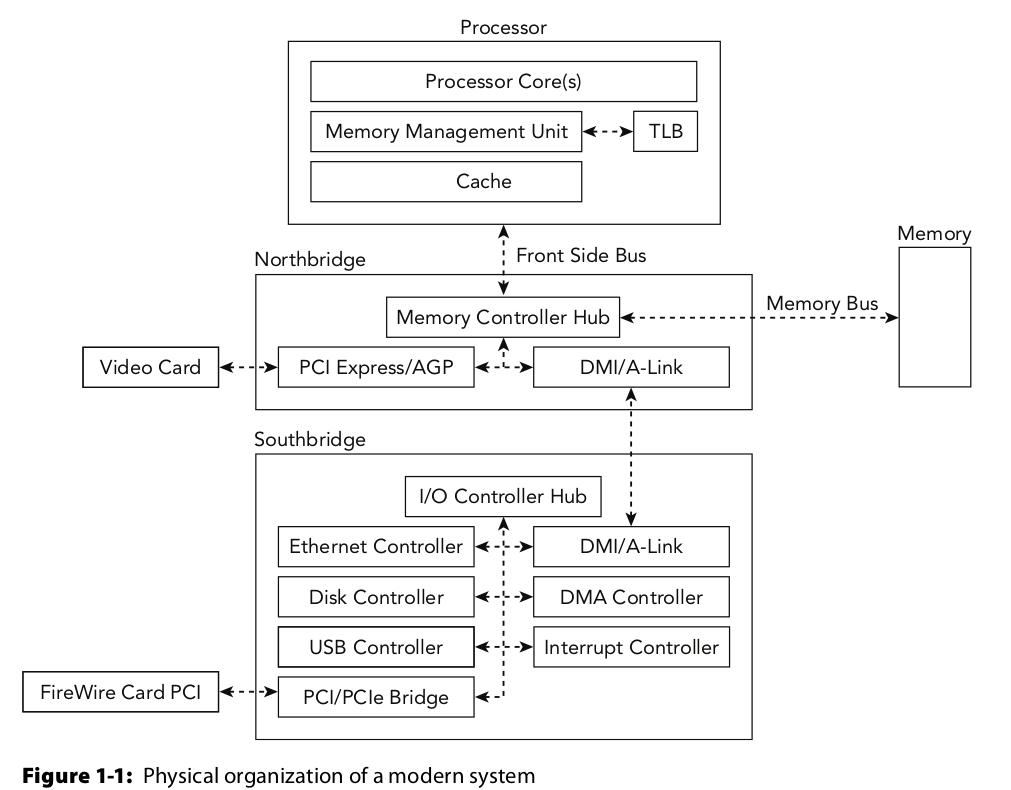 Processor
Processor Core(s)
Memory Management Unit
TLB
Cache
Front Side Bus
Memory
Northbridge
Memory Controller Hub
Memory Bus
Video Card
PCI Express/AGP
DMI/A-Link
Southbridge
I/O Controller Hub
Ethernet Controller
DMI/A-Link
Disk Controller
DMA Controller
USB Controller
Interrupt Controller
FireWire Card PCI
PCI/PCIe Bridge
Figure 1-1: Physical organization of a modern system